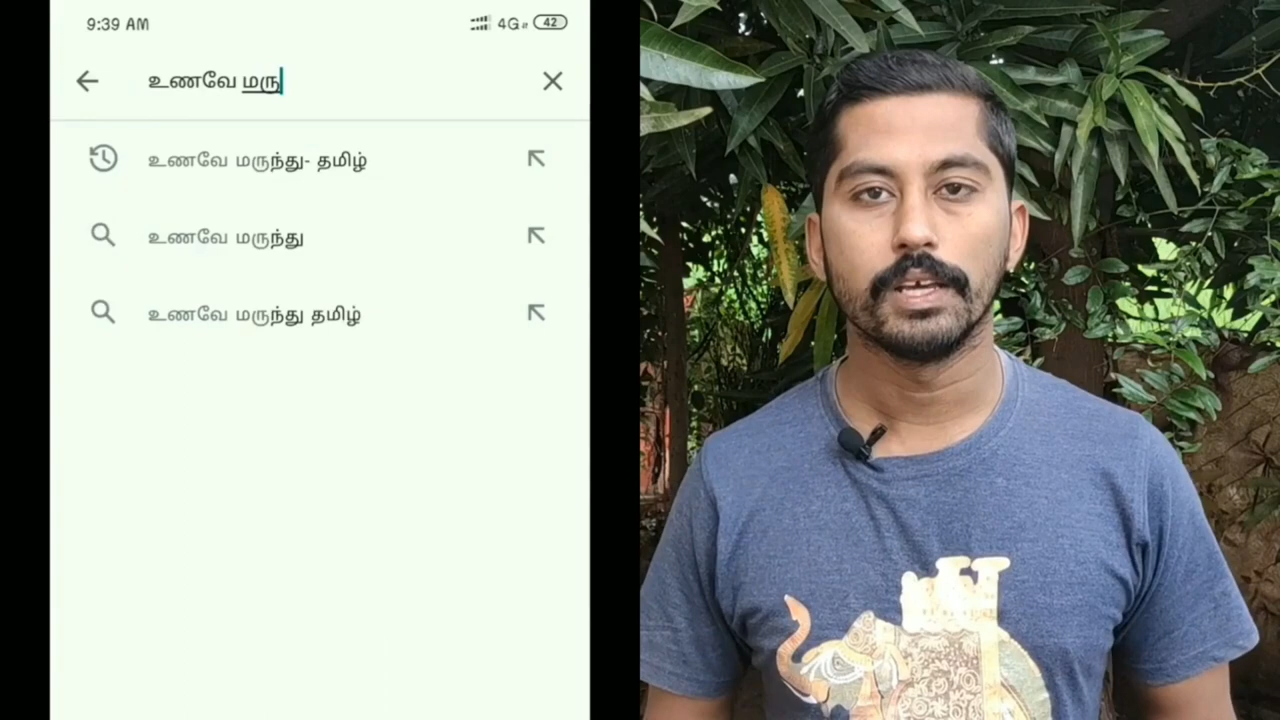 9:39 AM 4G 42
உணவே மரு
உணவே மருந்து- தமிழ்
உணவே மருந்து
உணவே மருந்து தமிழ்